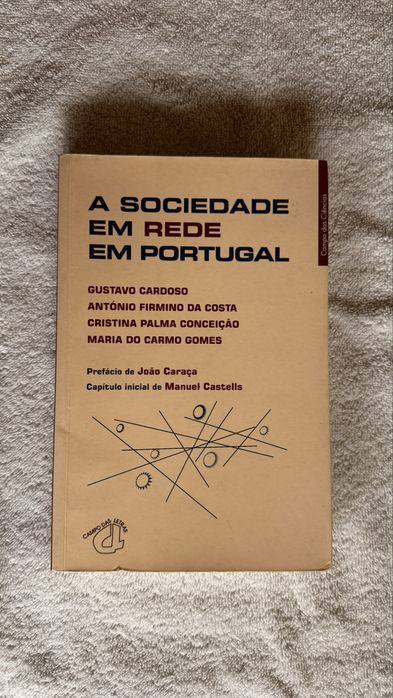 A SOCIEDADE
EM REDE
EM PORTUGAL
Campo das Ciências
GUSTAVO CARDOSO
ANTÓNIO FIRMINO DA COSTA
CRISTINA PALMA CONCEIÇÃO
MARIA DO CARMO GOMES
Prefácio de João Caraça
Capítulo inicial de Manuel Castells
CAMPO DAS LETRAS